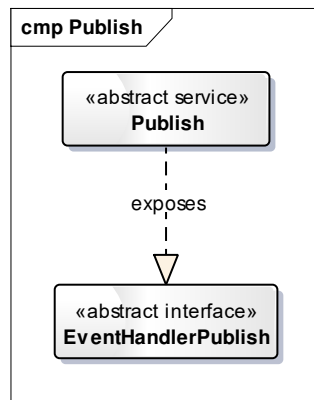 cmp Publish
«abstract service»
Publish
exposes
«abstract interface»
EventHandlerPublish